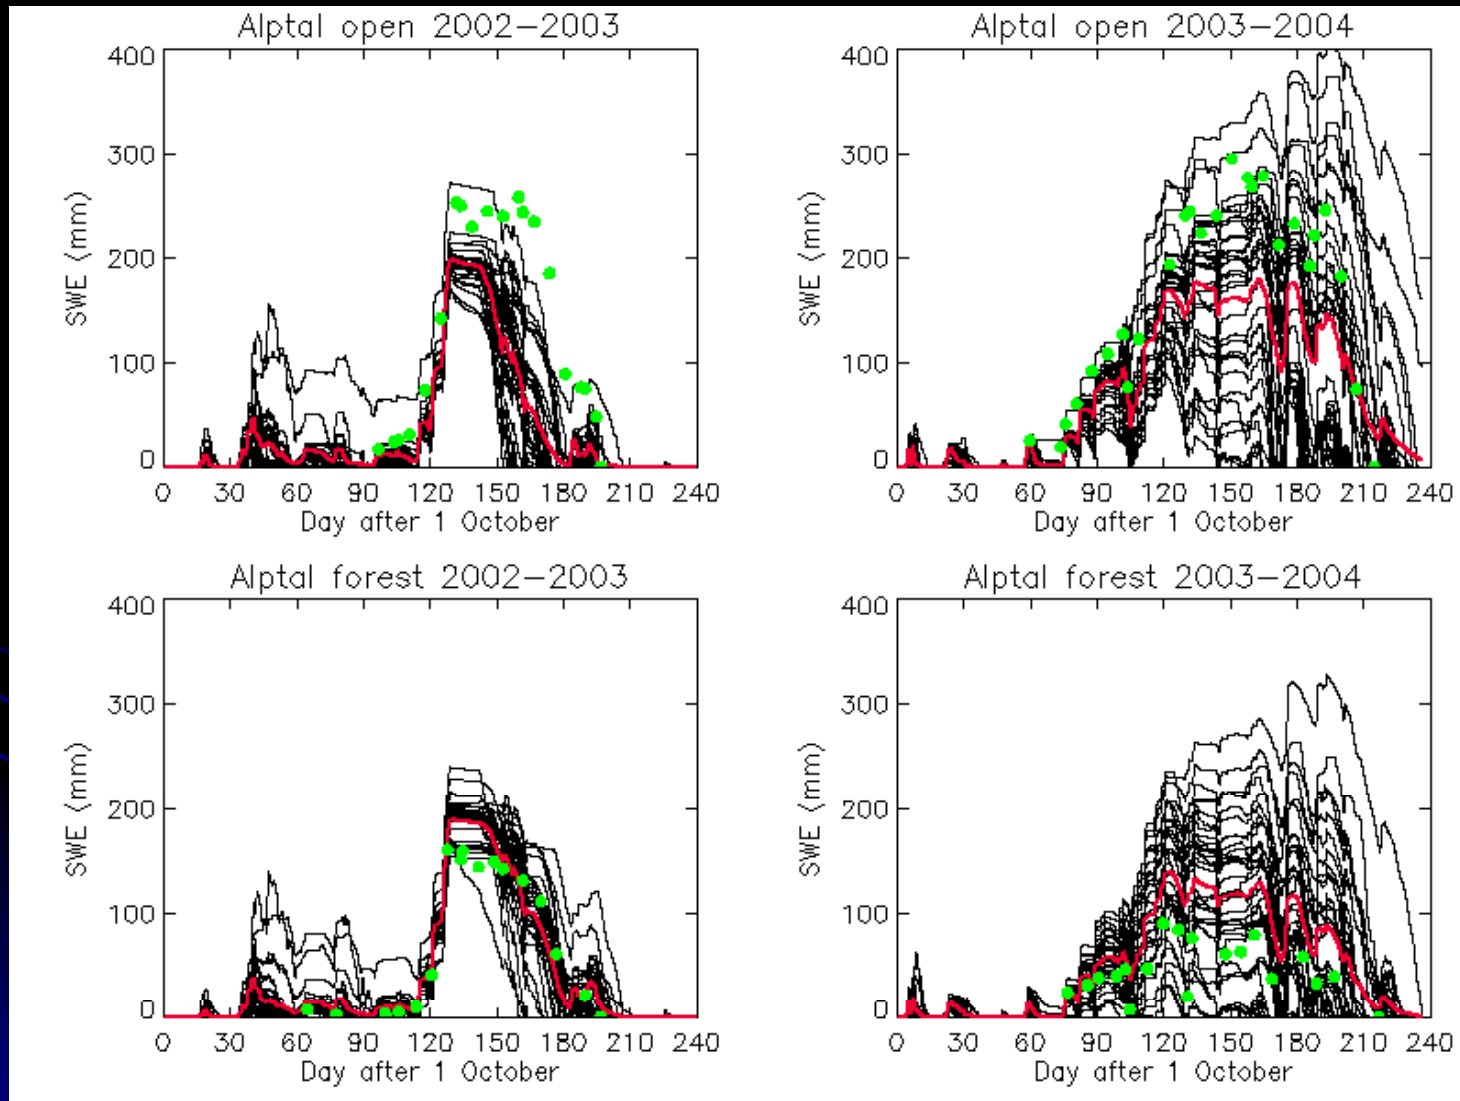 Alptal open 2002-2003
400
300
200
100
0
SWE (mm)
0 30 60 90 120 150 180 210 240
Day after 1 October
Alptal open 2003-2004
400
300
200
100
0
SWE (mm)
0 30 60 90 120 150 180 210 240
Day after 1 October
Alptal forest 2002-2003
400
300
200
100
0
SWE (mm)
0 30 60 90 120 150 180 210 240
Day after 1 October
Alptal forest 2003-2004
400
300
200
100
0
SWE (mm)
0 30 60 90 120 150 180 210 240
Day after 1 October